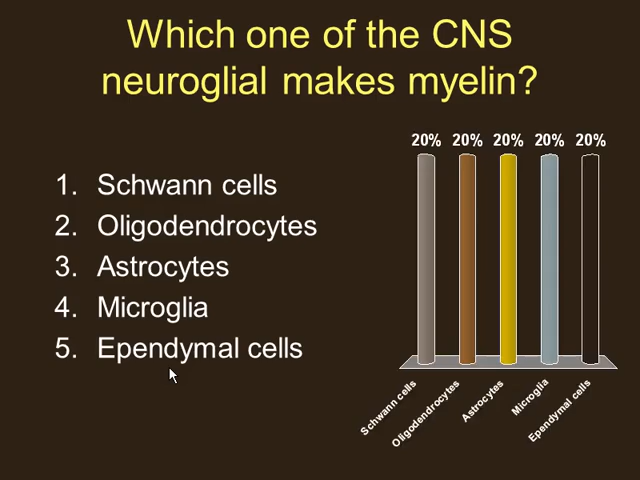 Which one of the CNS
neuroglial makes myelin?
1. Schwann cells
2. Oligodendrocytes
3. Astrocytes
4. Microglia
5. Ependymal cells
20% 20% 20% 20% 20%
Schwann cells
Oligodendrocytes
Astrocytes
Microglia
Ependymal cells